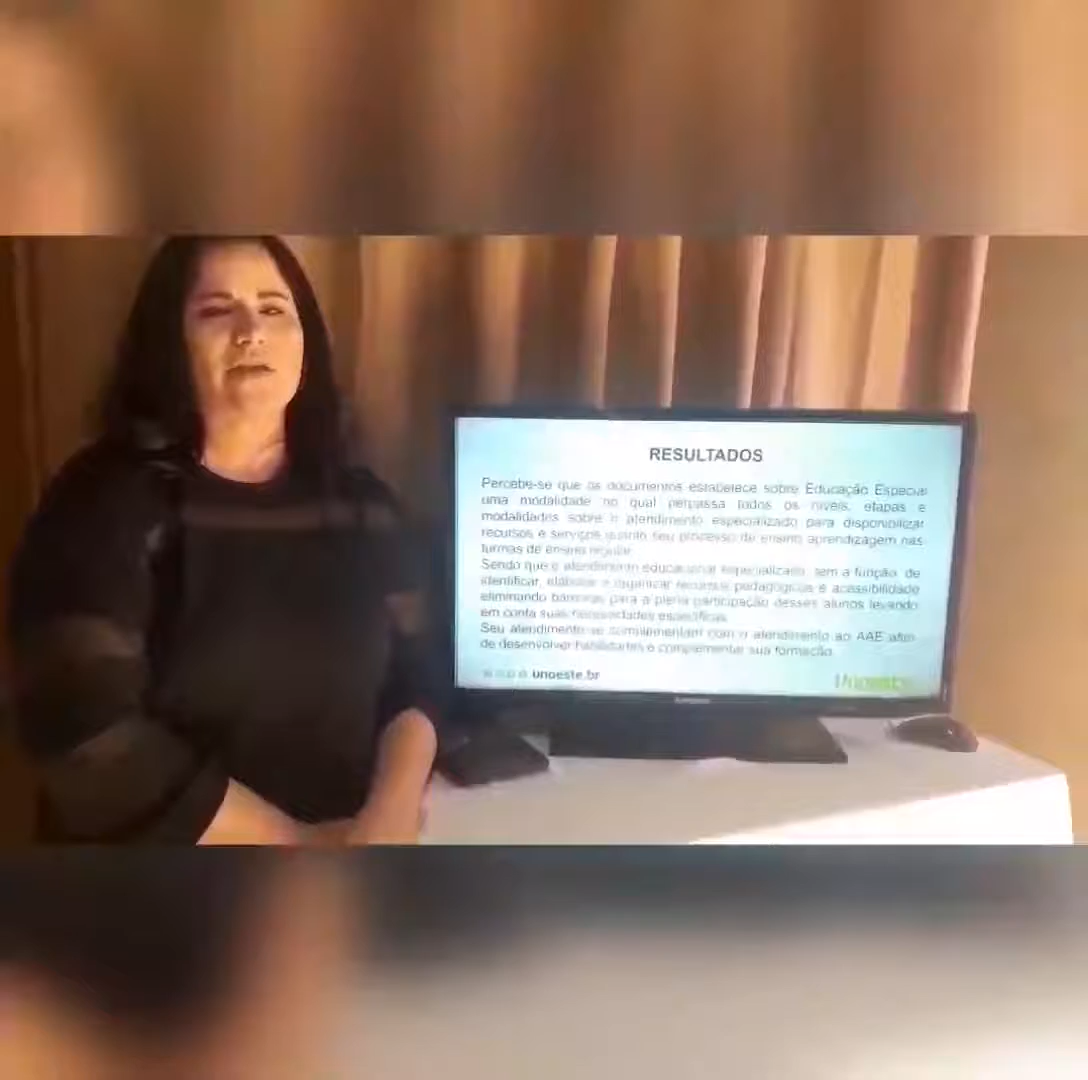 RESULTADOS
Percebe-se que os documentos estabelece sobre Educação Especial
uma modalidade no qual perpassa todos os níveis, etapas e
modalidades sobre o atendimento especializado para disponibilizar
recursos e serviços quanto seu processo de ensino aprendizagem nas
turmas de ensino regular.
Sendo que o atendimento educacional especializado, tem a função de
identificar, elaborar e organizar recursos pedagógicos e acessibilidade
eliminando barreiras para a plena participação desses alunos levando
em conta suas necessidades específicas.
Seu atendimento se complementam com o atendimento ao AAE afim
de desenvolver habilidades e complementar sua formação.
unoeste.br
Unoeste